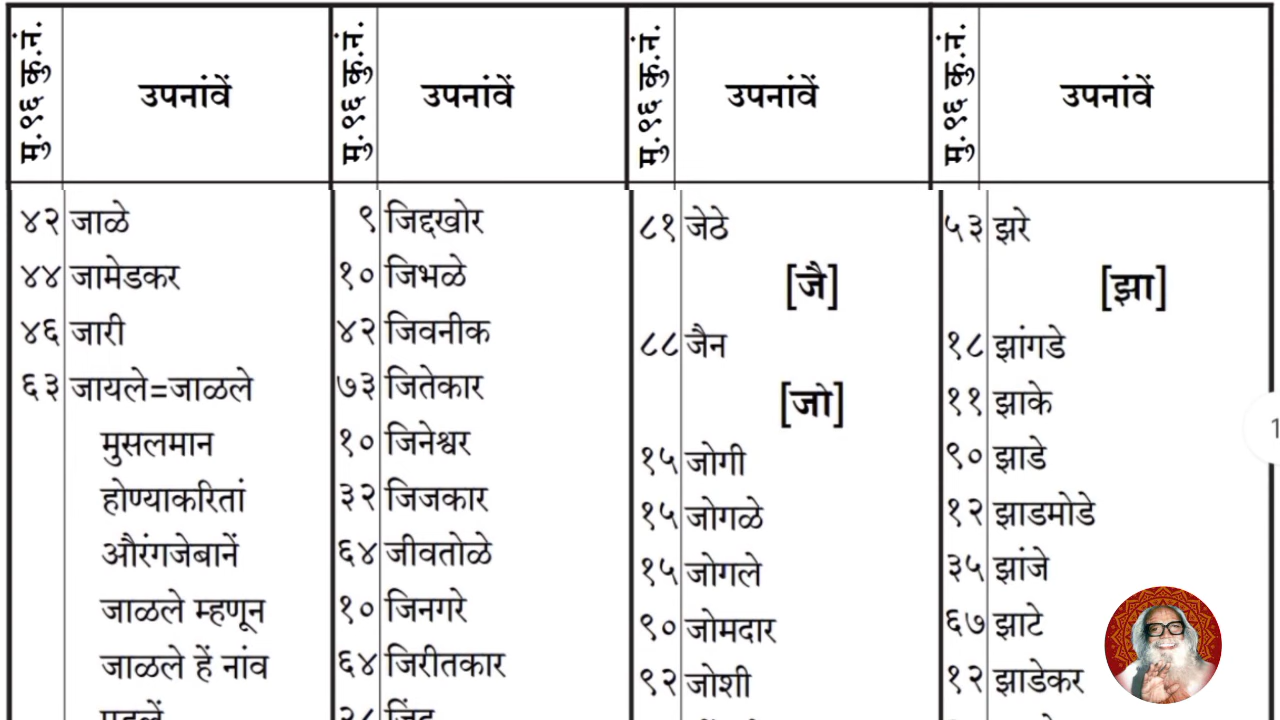 मु.९६ कु.नं.
उपनांवें
मु.९६ कु.नं.
उपनांवें
मु.९६ कु.नं.
उपनांवें
मु.९६ कु.नं.
उपनांवें
४२ जाळे
४४ जामेडकर
४६ जारी
६३ जायले=जाळले
मुसलमान
होण्याकरितां
औरंगजेबानें
जाळले म्हणून
जाळले हें नांव
९ जिद्दखोर
१० जिभळे
४२ जिवनीक
७३ जितेकार
१० जिनेश्वर
३२ जिजकार
६४ जीवतोळे
१० जिनगरे
६४ जिरीतकार
८१ जेठे
[जै]
८८ जैन
[जो]
१५ जोगी
१५ जोगळे
१५ जोगले
९० जोमदार
९२ जोशी
५३ झरे
[झा]
१८ झांगडे
११ झाके
९० झाडे
१२ झाडमोडे
३५ झांजे
६७ झाटे
१२ झाडेकर
1